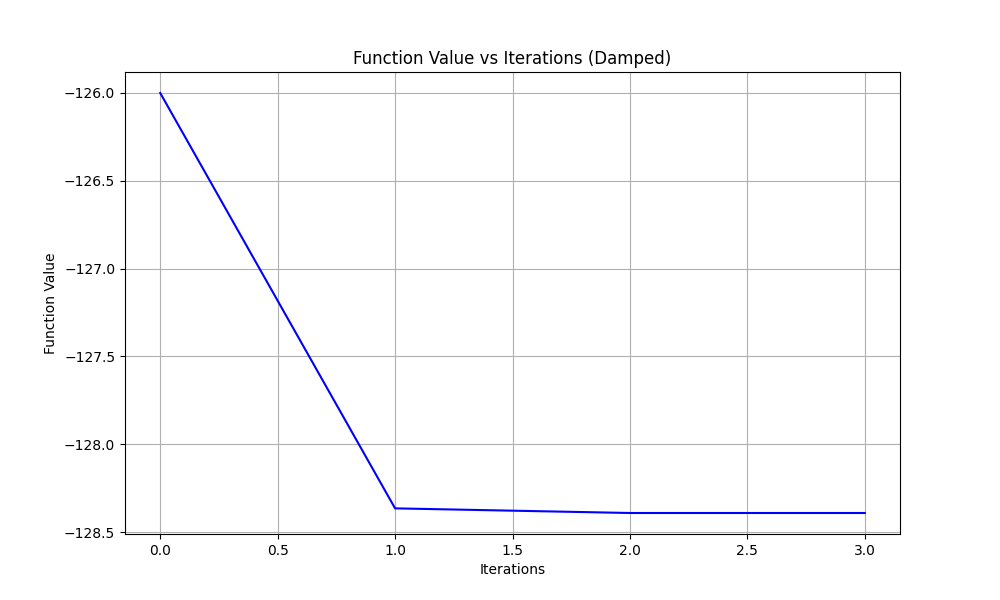 Function Value vs Iterations (Damped)
−126.0
−126.5
−127.0
−127.5
−128.0
−128.5
Function Value
0.0 0.5 1.0 1.5 2.0 2.5 3.0
Iterations